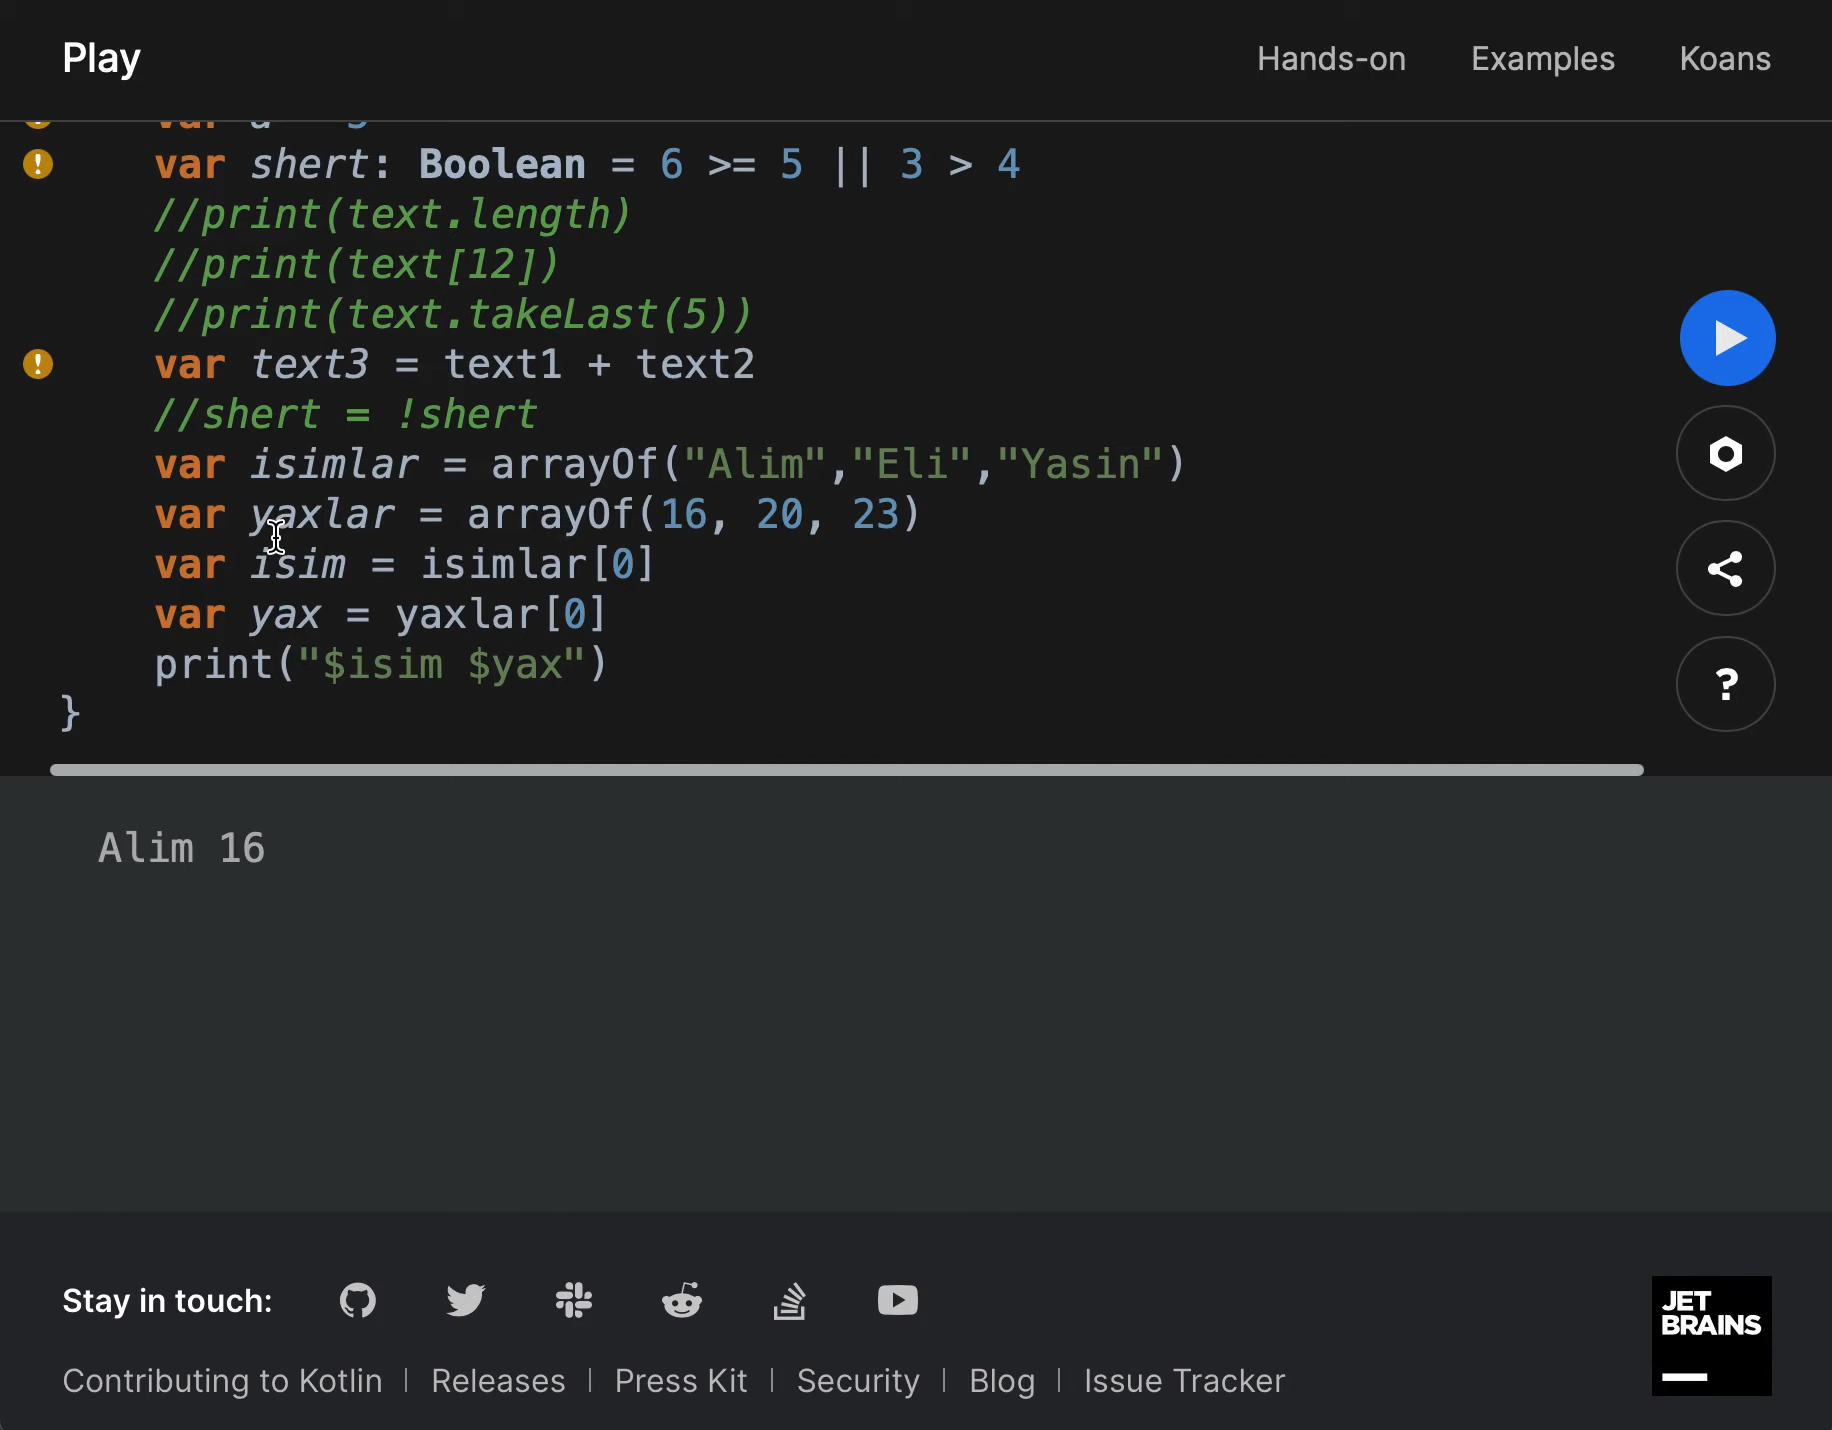 Play
Hands-on Examples Koans
var
var shert: Boolean = 6 >= 5 || 3 > 4
//print(text.length)
//print(text[12])
//print(text.takeLast(5))
var text3 = text1 + text2
//shert = !shert
var isimlar = arrayOf("Alim","Eli","Yasin")
var yaxlar = arrayOf(16, 20, 23)
var isim = isimlar[0]
var yax = yaxlar[0]
print("$isim $yax")
}
?
Alim 16
Stay in touch:
Contributing to Kotlin | Releases | Press Kit | Security | Blog | Issue Tracker
JET
BRAINS